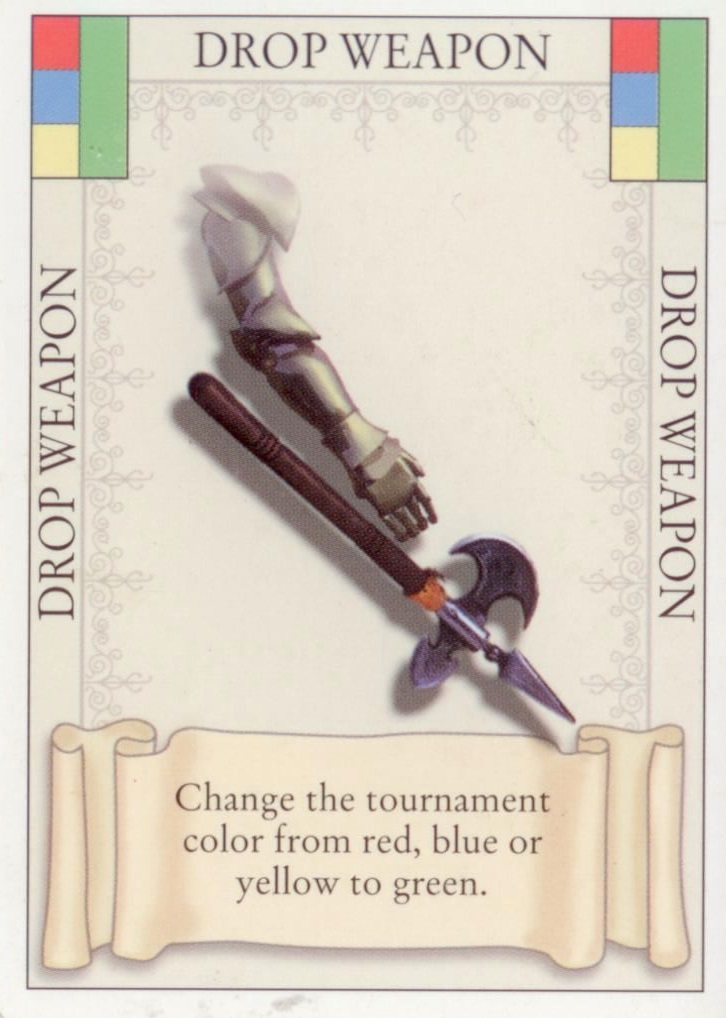 DROP WEAPON
DROP WEAPON
DROP WEAPON
Change the tournament
color from red, blue or
yellow to green.